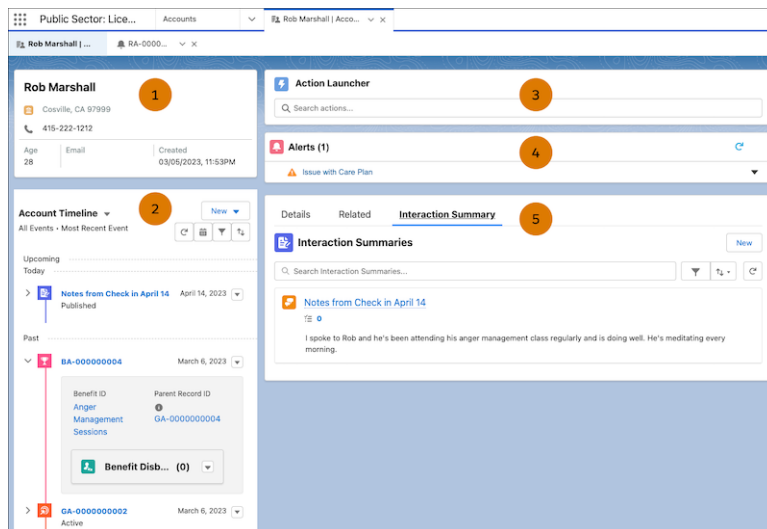 Public Sector: Lice...
Accounts
Rob Marshall | Acco...
Rob Marshall | ...
RA-0000...
Rob Marshall
1
Cosville, CA 97999
415-222-1212
Age
Email
Created
28
03/05/2023, 11:53PM
Account Timeline
2
New
All Events • Most Recent Event
Upcoming
Today
Notes from Check in April 14
April 14, 2023
Published
Past
BA-000000004
March 6, 2023
Benefit ID
Parent Record ID
Anger
Management
Sessions
GA-0000000004
Benefit Disb... (0)
GA-0000000002
March 6, 2023
Active
Action Launcher
3
Search actions...
Alerts (1)
4
Issue with Care Plan
Details
Related
Interaction Summary
5
Interaction Summaries
New
Search Interaction Summaries...
Notes from Check in April 14
0
I spoke to Rob and he's been attending his anger management class regularly and is doing well. He's meditating every
morning.